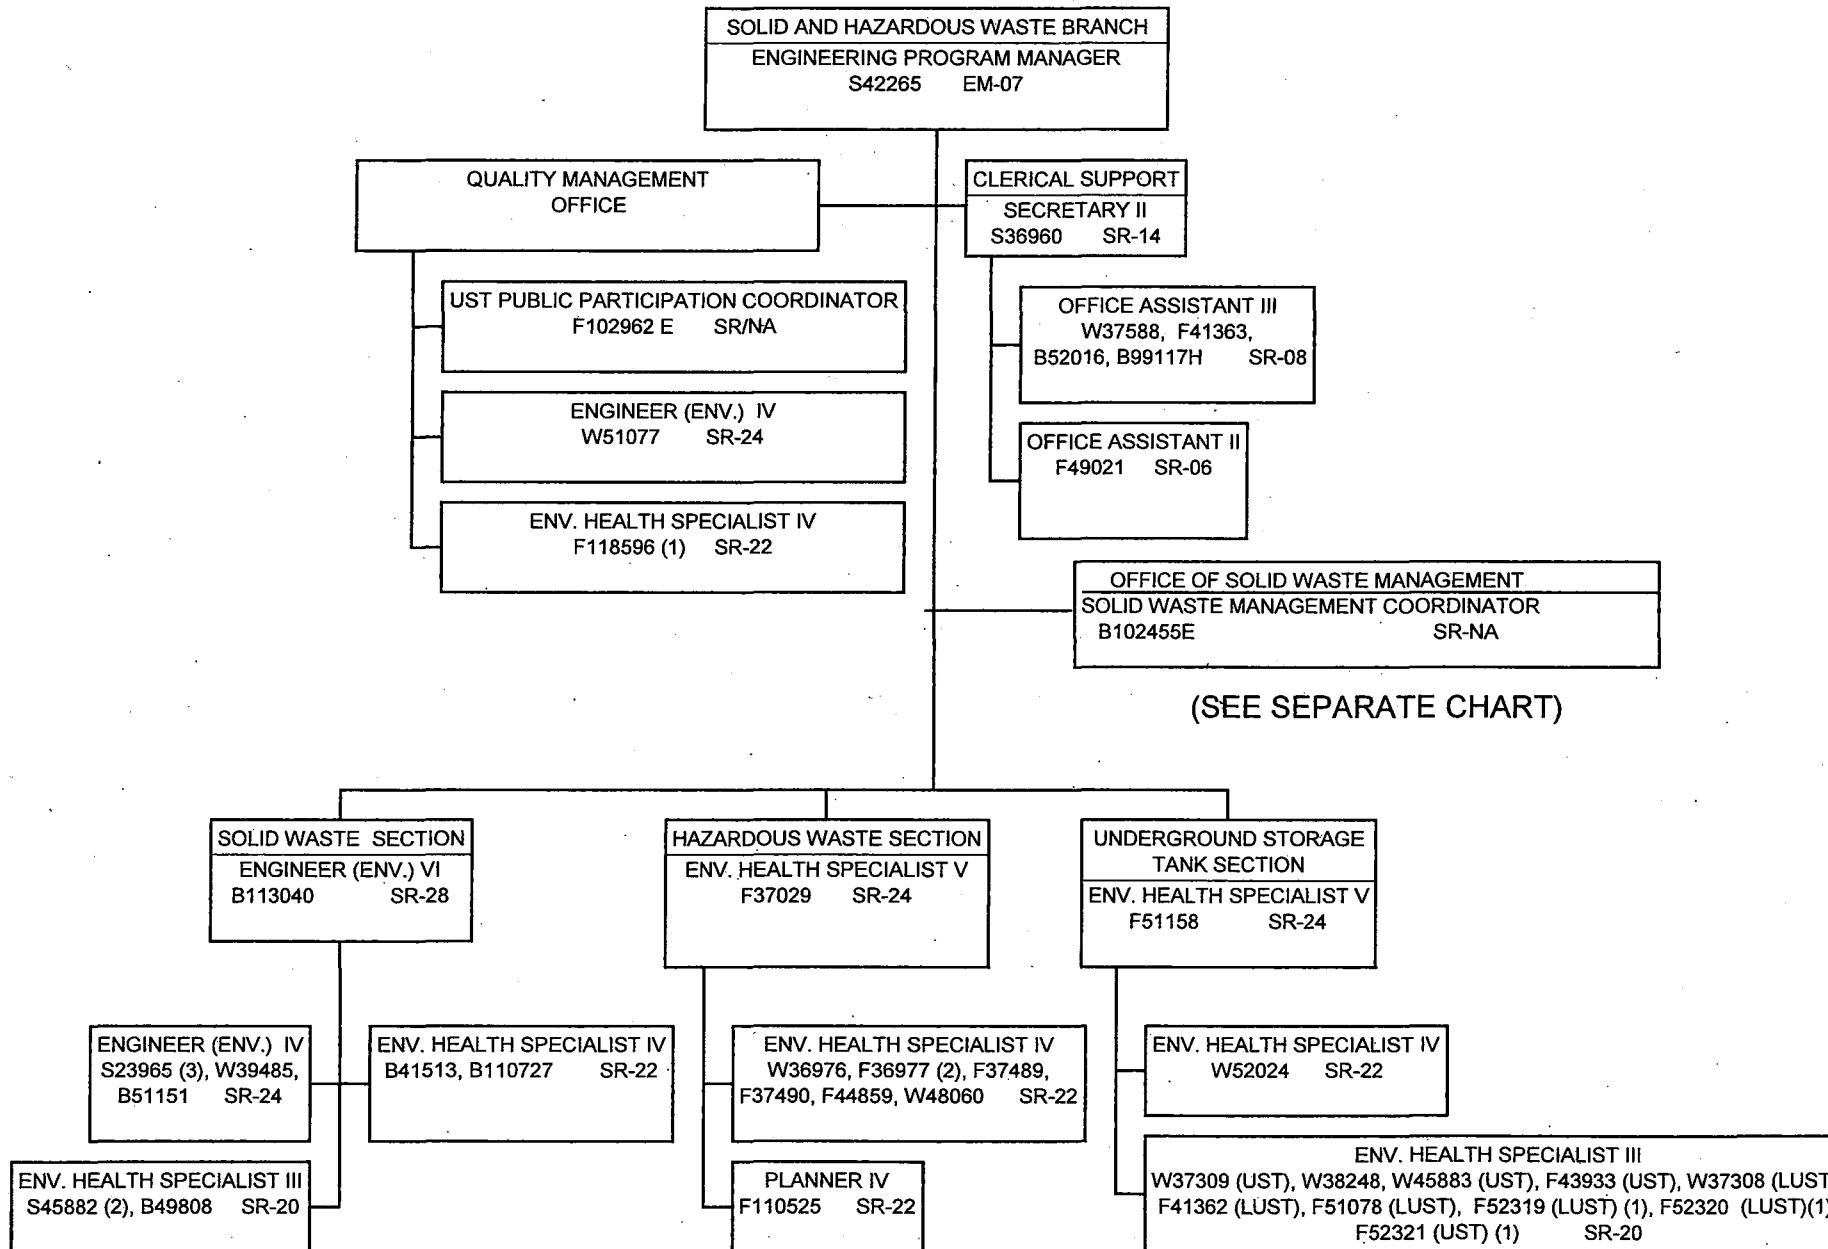 SOLID AND HAZARDOUS WASTE BRANCH
ENGINEERING PROGRAM MANAGER
S42265 EM-07
QUALITY MANAGEMENT
OFFICE
CLERICAL SUPPORT
SECRETARY II
S36960 SR-14
UST PUBLIC PARTICIPATION COORDINATOR
F102962 E SR/NA
ENGINEER (ENV.) IV
W51077 SR-24
ENV. HEALTH SPECIALIST IV
F118596 (1) SR-22
OFFICE ASSISTANT III
W37588, F41363,
B52016, B99117H SR-08
OFFICE ASSISTANT II
F49021 SR-06
OFFICE OF SOLID WASTE MANAGEMENT
SOLID WASTE MANAGEMENT COORDINATOR
B102455E SR-NA
(SEE SEPARATE CHART)
SOLID WASTE SECTION
ENGINEER (ENV.) VI
B113040 SR-28
ENGINEER (ENV.) IV
S23965 (3), W39485,
B51151 SR-24
ENV. HEALTH SPECIALIST IV
B41513, B110727 SR-22
ENV. HEALTH SPECIALIST III
S45882 (2), B49808 SR-20
HAZARDOUS WASTE SECTION
ENV. HEALTH SPECIALIST V
F37029 SR-24
ENV. HEALTH SPECIALIST IV
W36976, F36977 (2), F37489,
F37490, F44859, W48060 SR-22
PLANNER IV
F110525 SR-22
UNDERGROUND STORAGE
TANK SECTION
ENV. HEALTH SPECIALIST V
F51158 SR-24
ENV. HEALTH SPECIALIST IV
W52024 SR-22
ENV. HEALTH SPECIALIST III
W37309 (UST), W38248, W45883 (UST), F43933 (UST), W37308 (LUST
F41362 (LUST), F51078 (LUST), F52319 (LUST) (1), F52320 (LUST)(1)
F52321 (UST) (1) SR-20